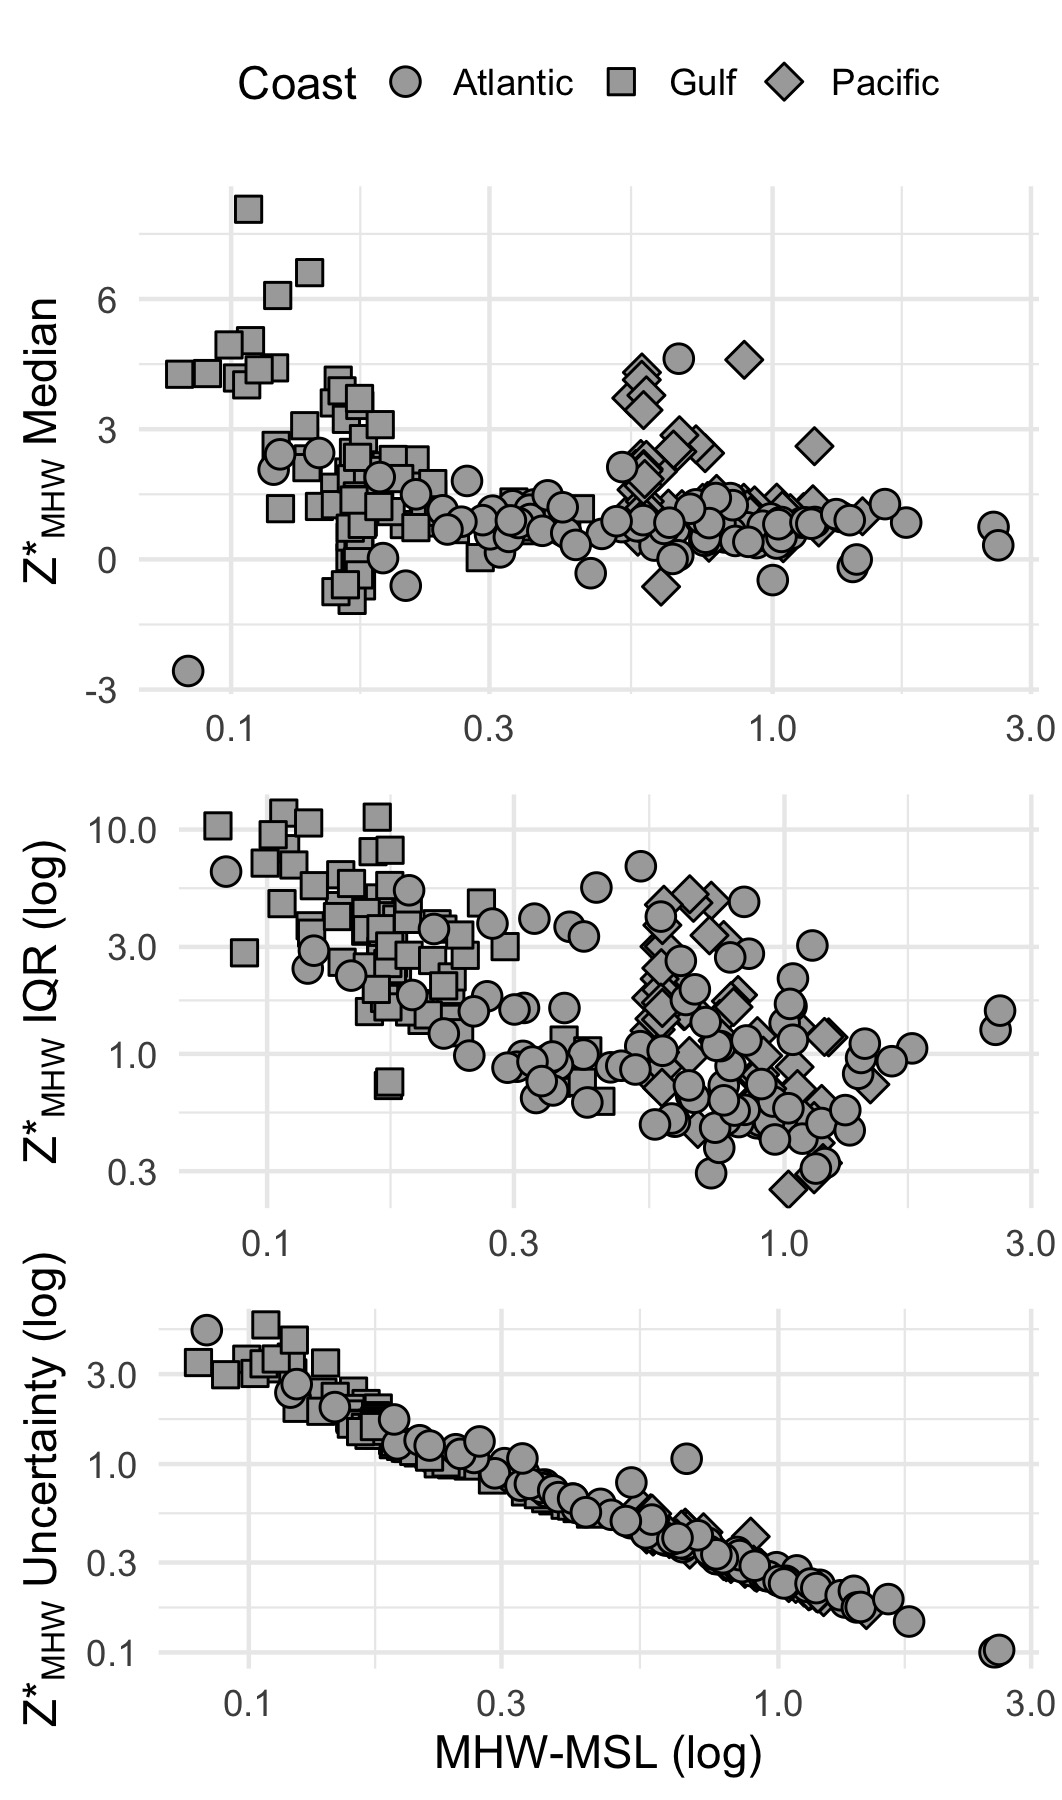 Coast Atlantic Gulf Pacific
Z*MHW Median
6
3
0
-3
0.1 0.3 1.0 3.0
Z*MHW IQR (log)
10.0
3.0
1.0
0.3
0.1 0.3 1.0 3.0
Z*MHW Uncertainty (log)
3.0
1.0
0.3
0.1
0.1 0.3 1.0 3.0
MHW-MSL (log)